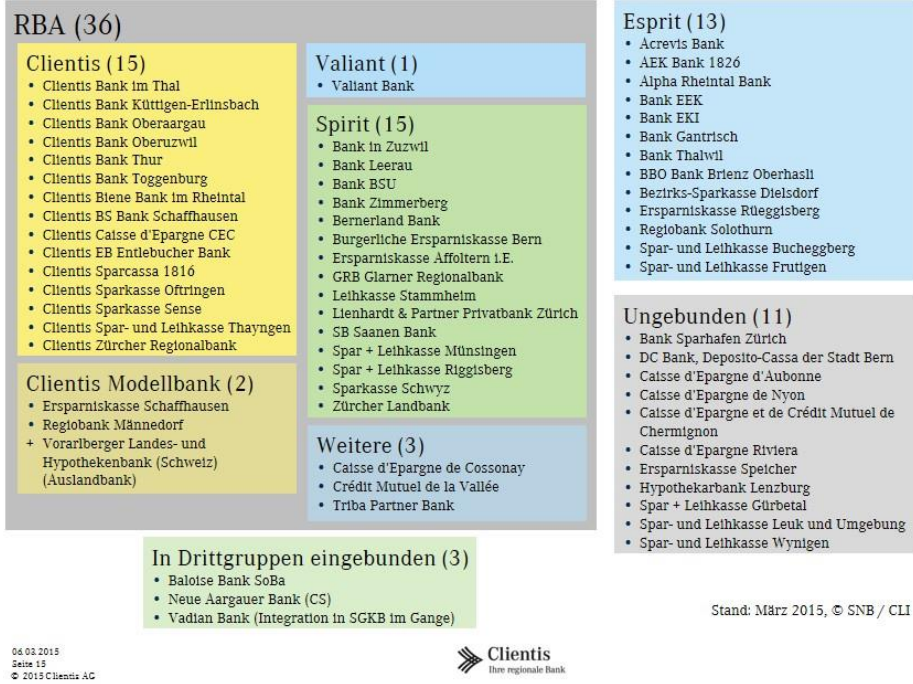 RBA (36)
Clientis (15)
• Clientis Bank im Thal
• Clientis Bank Küttigen-Erlinsbach
• Clientis Bank Oberaargau
• Clientis Bank Oberuzwil
• Clientis Bank Thur
• Clientis Bank Toggenburg
• Clientis Biene Bank im Rheintal
• Clientis BS Bank Schaffhausen
• Clientis Caisse d'Epargne CEC
• Clientis EB Entlebucher Bank
• Clientis Sparcassa 1816
• Clientis Sparkasse Oftringen
• Clientis Sparkasse Sense
• Clientis Spar- und Leihkasse Thayngen
• Clientis Zürcher Regionalbank
Clientis Modellbank (2)
• Ersparniskasse Schaffhausen
• Regiobank Männedorf
+ Vorarlberger Landes- und
Hypothekenbank (Schweiz)
(Auslandbank)
Valiant (1)
• Valiant Bank
Spirit (15)
• Bank in Zuzwil
• Bank Leerau
• Bank BSU
• Bank Zimmerberg
• Bernerland Bank
• Burgerliche Ersparniskasse Bern
• Ersparniskasse Affoltern i.E.
• GRB Glarner Regionalbank
• Leihkasse Stammheim
• Lienhardt & Partner Privatbank Zürich
• SB Saanen Bank
• Spar + Leihkasse Münsingen
• Spar + Leihkasse Riggisberg
• Sparkasse Schwyz
• Zürcher Landbank
Weitere (3)
• Caisse d'Epargne de Cossonay
• Crédit Mutuel de la Vallée
• Triba Partner Bank
Esprit (13)
• Acrevis Bank
• AEK Bank 1826
• Alpha Rheintal Bank
• Bank EEK
• Bank EKI
• Bank Gantrisch
• Bank Thalwil
• BBO Bank Brienz Oberhasli
• Bezirks-Sparkasse Dielsdorf
• Ersparniskasse Rüeggisberg
• Regiobank Solothurn
• Spar- und Leihkasse Bucheggberg
• Spar- und Leihkasse Frutigen
Ungebunden (11)
• Bank Sparhafen Zürich
• DC Bank, Deposito-Cassa der Stadt Bern
• Caisse d'Epargne d'Aubonne
• Caisse d'Epargne de Nyon
• Caisse d'Epargne et de Crédit Mutuel de
Chermignon
• Caisse d'Epargne Riviera
• Ersparniskasse Speicher
• Hypothekarbank Lenzburg
• Spar + Leihkasse Gürbetal
• Spar- und Leihkasse Leuk und Umgebung
• Spar- und Leihkasse Wynigen
In Drittgruppen eingebunden (3)
• Baloise Bank SoBa
• Neue Aargauer Bank (CS)
• Vadian Bank (Integration in SGKB im Gange)
Stand: März 2015, © SNB / CLI
06.03.2015
Seite 15
© 2015 Clientis AG
Clientis
Ihre regionale Bank